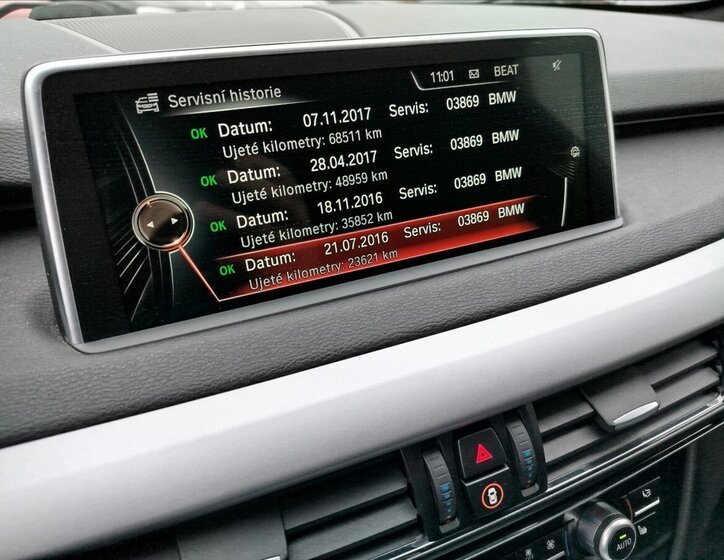 11:01 BEAT
Servisní historie
OK Datum: 07.11.2017 Servis: 03869 BMW
Ujeté kilometry: 68511 km
OK Datum: 28.04.2017 Servis: 03869 BMW
Ujeté kilometry: 48959 km
OK Datum: 18.11.2016 Servis: 03869 BMW
Ujeté kilometry: 35852 km
OK Datum: 21.07.2016 Servis: 03869 BMW
Ujeté kilometry: 23621 km
AUTO